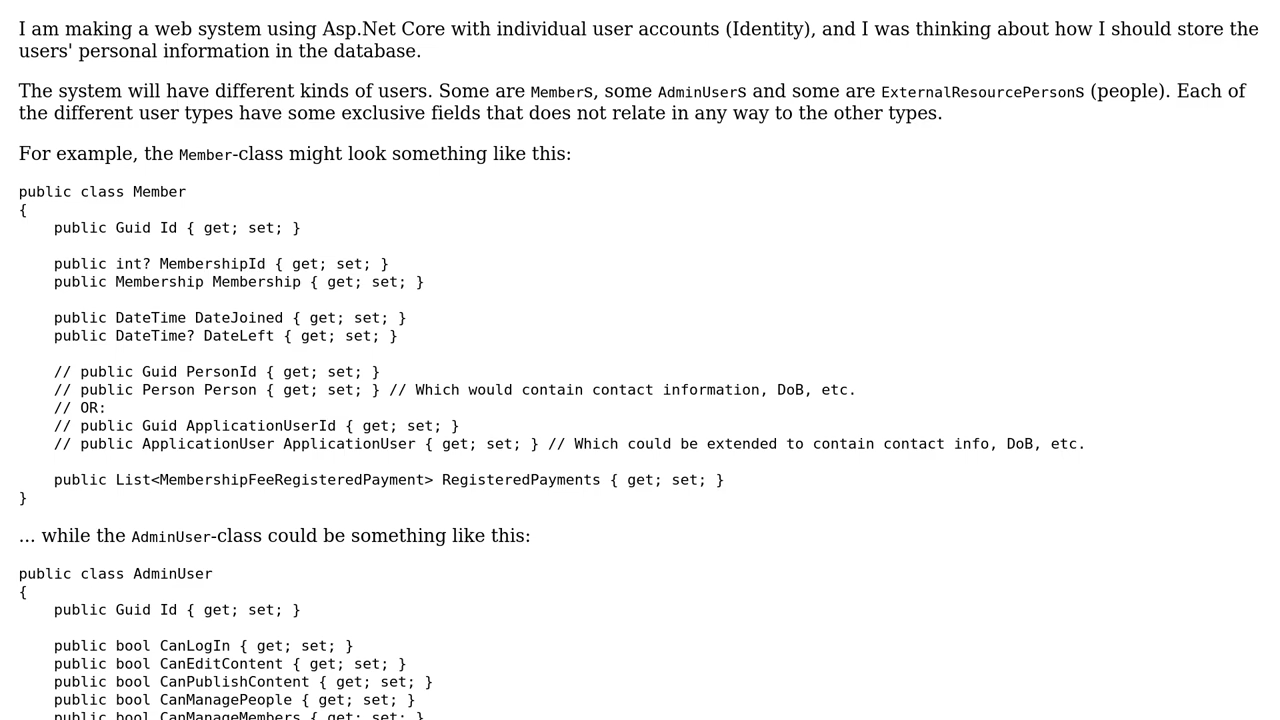 I am making a web system using Asp.Net Core with individual user accounts (Identity), and I was thinking about how I should store the
users' personal information in the database.
The system will have different kinds of users. Some are Members, some AdminUsers and some are ExternalResourcePersons (people). Each of
the different user types have some exclusive fields that does not relate in any way to the other types.
For example, the Member-class might look something like this:
public class Member
{
    public Guid Id { get; set; }
    public int? MembershipId { get; set; }
    public Membership Membership { get; set; }
    public DateTime DateJoined { get; set; }
    public DateTime? DateLeft { get; set; }
    // public Guid PersonId { get; set; }
    // public Person Person { get; set; } // Which would contain contact information, DoB, etc.
    // OR:
    // public Guid ApplicationUserId { get; set; }
    // public ApplicationUser ApplicationUser { get; set; } // Which could be extended to contain contact info, DoB, etc.
    public List<MembershipFeeRegisteredPayment> RegisteredPayments { get; set; }
}
... while the AdminUser-class could be something like this:
public class AdminUser
{
    public Guid Id { get; set; }
    public bool CanLogIn { get; set; }
    public bool CanEditContent { get; set; }
    public bool CanPublishContent { get; set; }
    public bool CanManagePeople { get; set; }
    public bool CanManageMembers { get; set; }